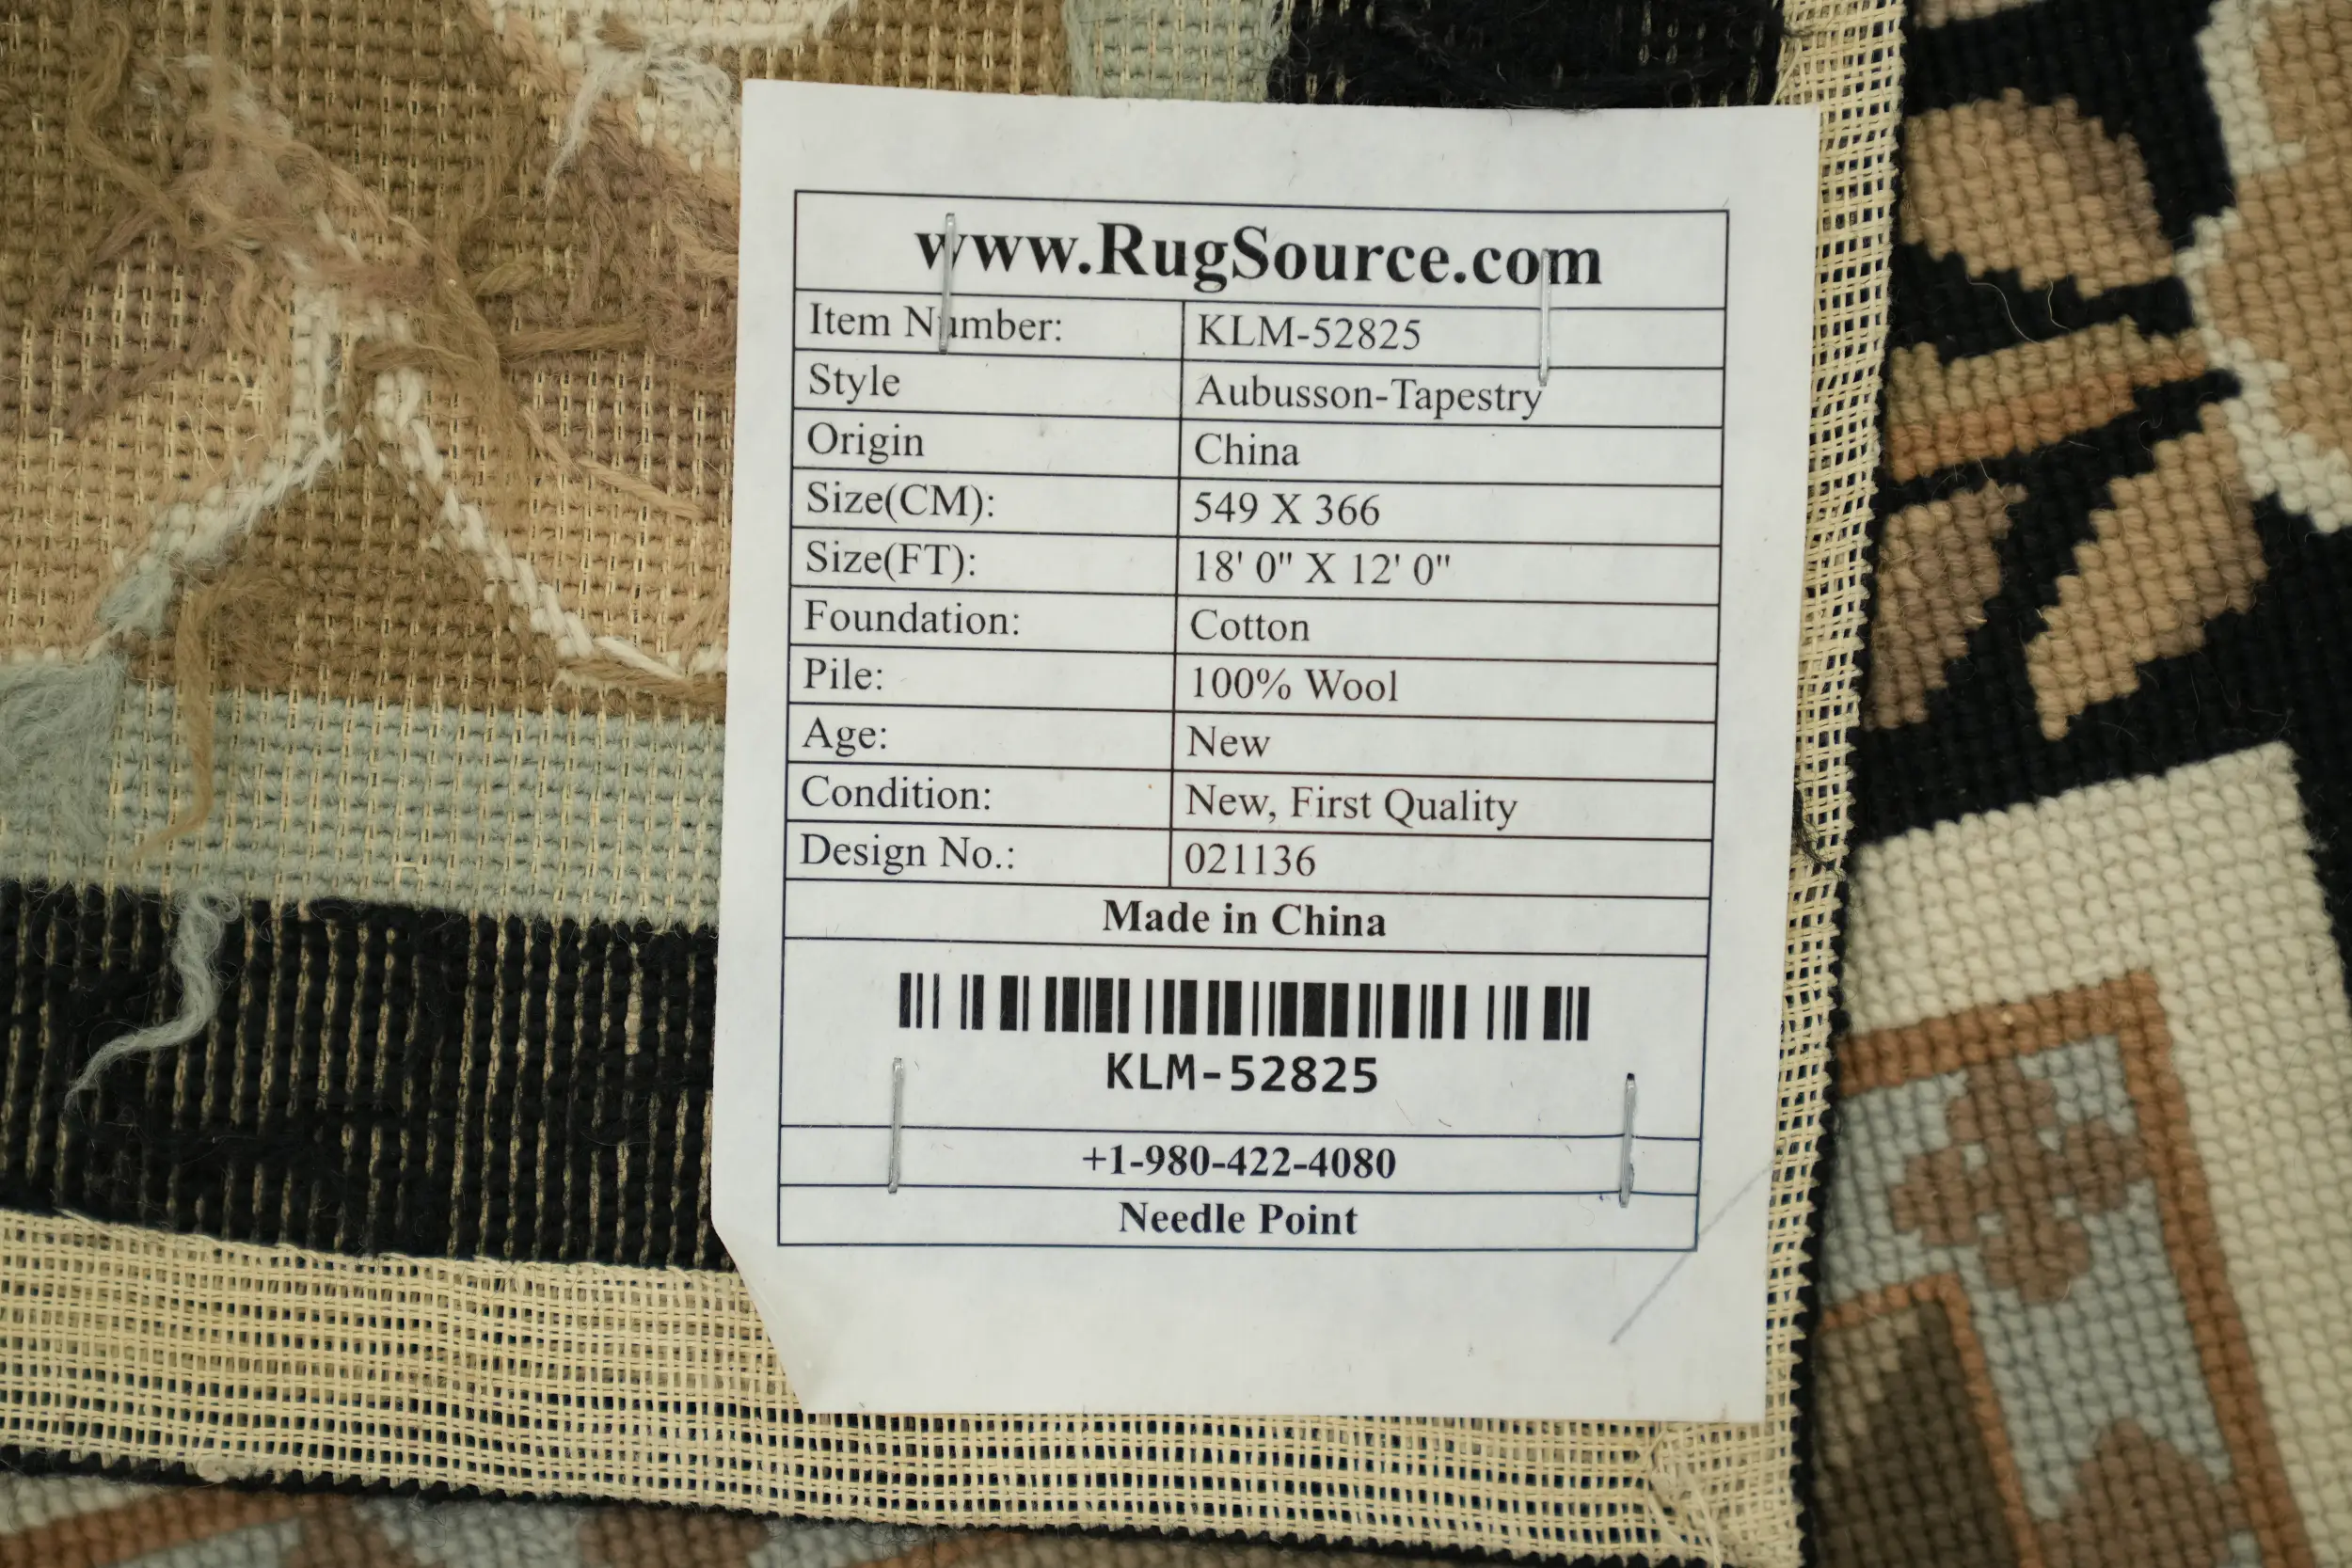 www.RugSource.com
Item Number: KLM-52825
Style Aubusson-Tapestry
Origin China
Size(CM): 549 X 366
Size(FT): 18' 0" X 12' 0"
Foundation: Cotton
Pile: 100% Wool
Age: New
Condition: New, First Quality
Design No.: 021136
Made in China
KLM-52825
+1-980-422-4080
Needle Point